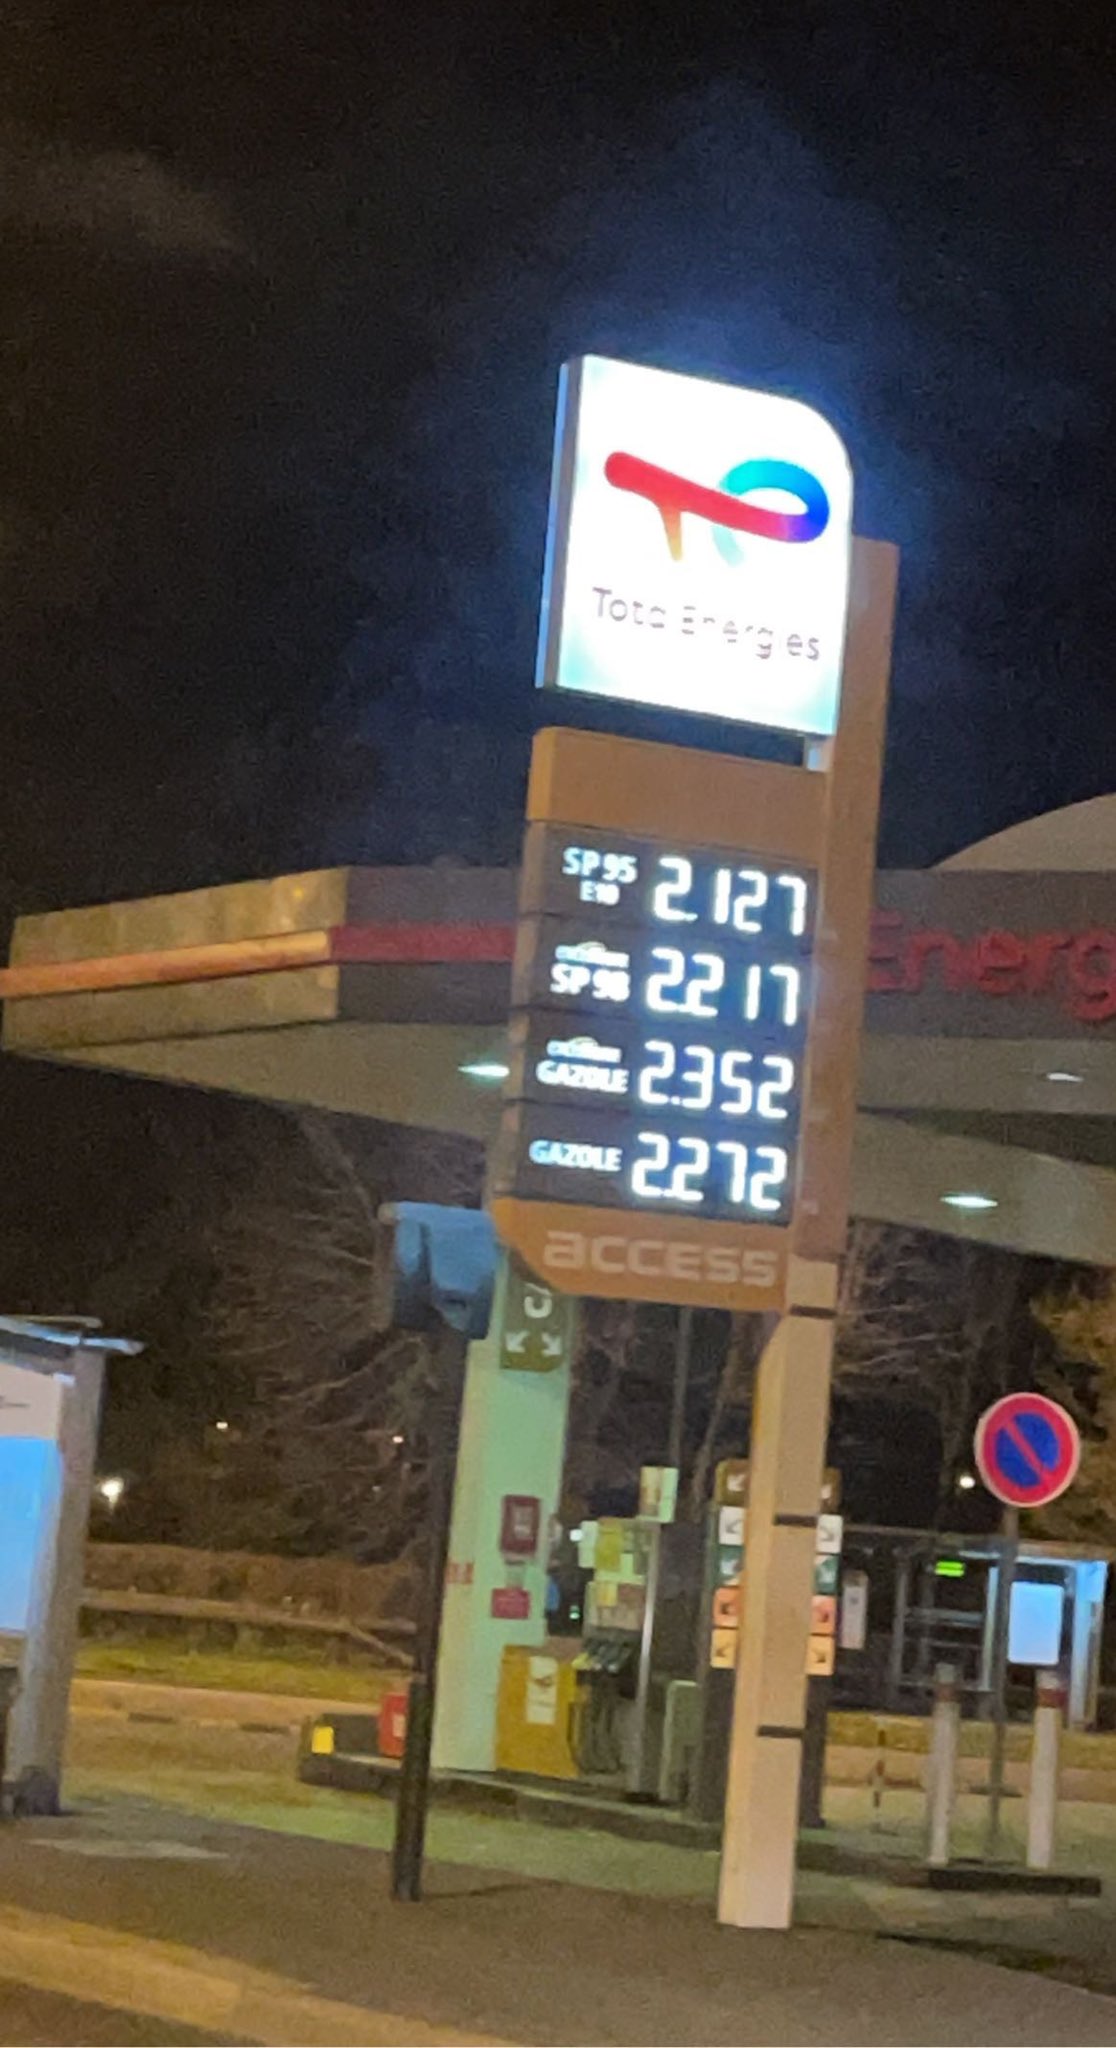 TotalEnergies
SP95 2.127
E10
excellium
SP98 2.217
excellium
GAZOLE 2.352
GAZOLE 2.272
access
Energ